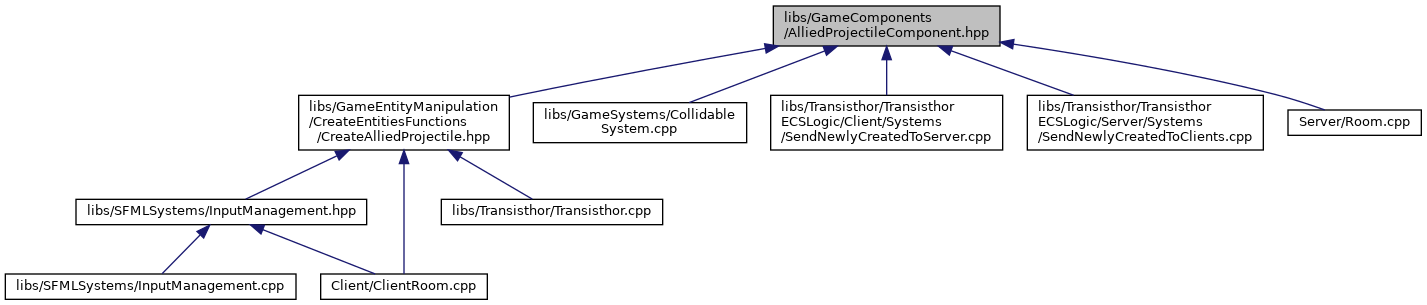 libs/GameComponents
/AlliedProjectileComponent.hpp
libs/GameEntityManipulation
/CreateEntitiesFunctions
/CreateAlliedProjectile.hpp
libs/GameSystems/Collidable
System.cpp
libs/Transisthor/Transisthor
ECSLogic/Client/Systems
/SendNewlyCreatedToServer.cpp
libs/Transisthor/Transisthor
ECSLogic/Server/Systems
/SendNewlyCreatedToClients.cpp
Server/Room.cpp
libs/SFMLSystems/InputManagement.hpp
libs/Transisthor/Transisthor.cpp
libs/SFMLSystems/InputManagement.cpp
Client/ClientRoom.cpp